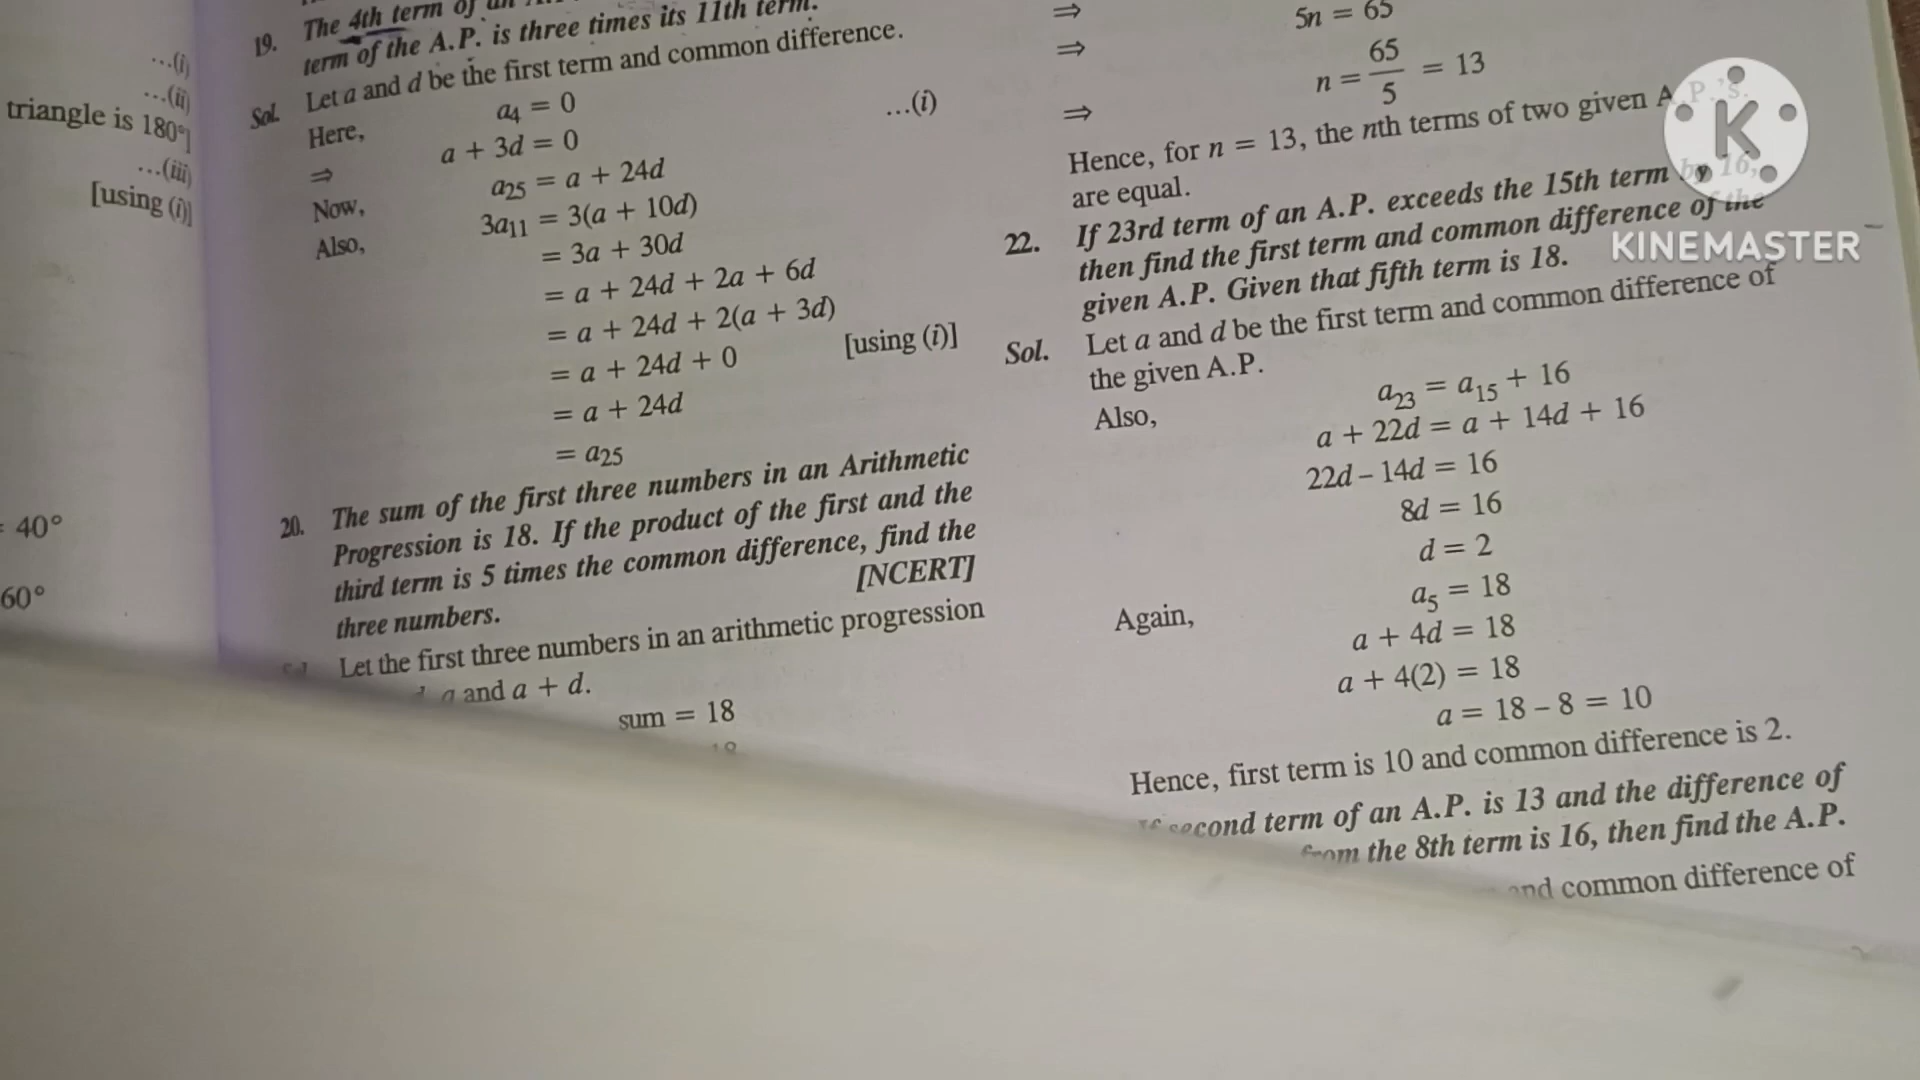 ...(i)
...(ii)
triangle is 180°]
...(iii)
[using (i)]
= 40°
60°
19. The 4th term of an
term of the A.P. is three times its 11th term.
Sol. Let a and d be the first term and common difference.
Here, a₄ = 0
⇒ a + 3d = 0 ...(i)
Now, a₂₅ = a + 24d
Also, 3a₁₁ = 3(a + 10d)
= 3a + 30d
= a + 24d + 2a + 6d
= a + 24d + 2(a + 3d)
= a + 24d + 0 [using (i)]
= a + 24d
= a₂₅
20. The sum of the first three numbers in an Arithmetic
Progression is 18. If the product of the first and the
third term is 5 times the common difference, find the
three numbers. [NCERT]
Let the first three numbers in an arithmetic progression
a and a + d.
sum = 18
18
⇒ 5n = 65
⇒ n = 65/5 = 13
⇒
Hence, for n = 13, the nth terms of two given A.P.'s.
are equal.
22. If 23rd term of an A.P. exceeds the 15th term by 16,
then find the first term and common difference of the
given A.P. Given that fifth term is 18.
Sol. Let a and d be the first term and common difference of
the given A.P.
Also, a₂₃ = a₁₅ + 16
a + 22d = a + 14d + 16
22d – 14d = 16
8d = 16
d = 2
Again, a₅ = 18
a + 4d = 18
a + 4(2) = 18
a = 18 – 8 = 10
Hence, first term is 10 and common difference is 2.
If second term of an A.P. is 13 and the difference of
from the 8th term is 16, then find the A.P.
and common difference of
K
KINEMASTER